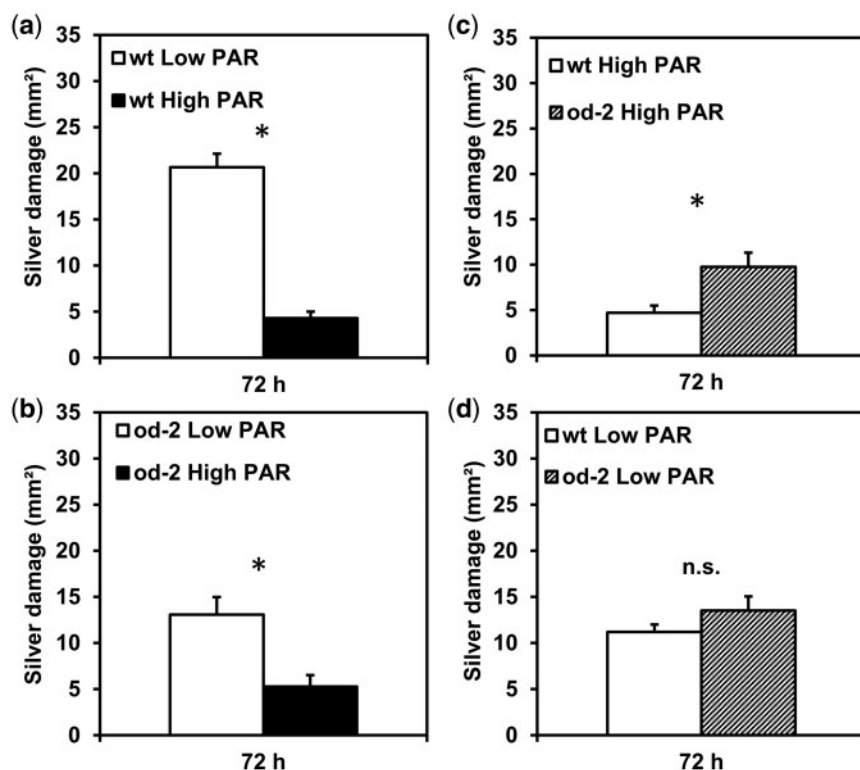 (a)
Silver damage (mm²)
35
30
25
20
15
10
5
0
wt Low PAR
wt High PAR
*
72 h
(c)
Silver damage (mm²)
35
30
25
20
15
10
5
0
wt High PAR
od-2 High PAR
*
72 h
(b)
Silver damage (mm²)
35
30
25
20
15
10
5
0
od-2 Low PAR
od-2 High PAR
*
72 h
(d)
Silver damage (mm²)
35
30
25
20
15
10
5
0
wt Low PAR
od-2 Low PAR
n.s.
72 h